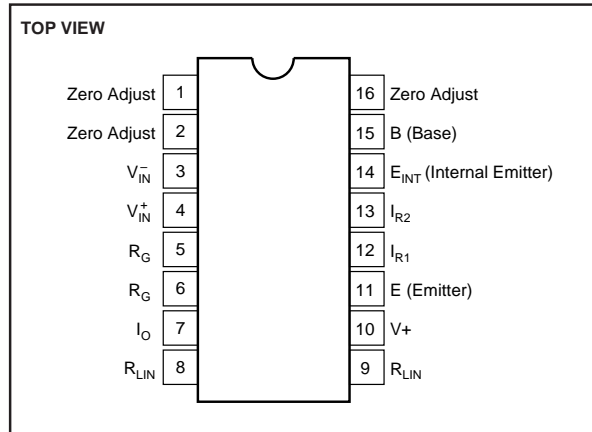 TOP VIEW
Zero Adjust 1 16 Zero Adjust
Zero Adjust 2 15 B (Base)
V⁻IN 3 14 EINT (Internal Emitter)
V⁺IN 4 13 IR2
RG 5 12 IR1
RG 6 11 E (Emitter)
IO 7 10 V+
RLIN 8 9 RLIN